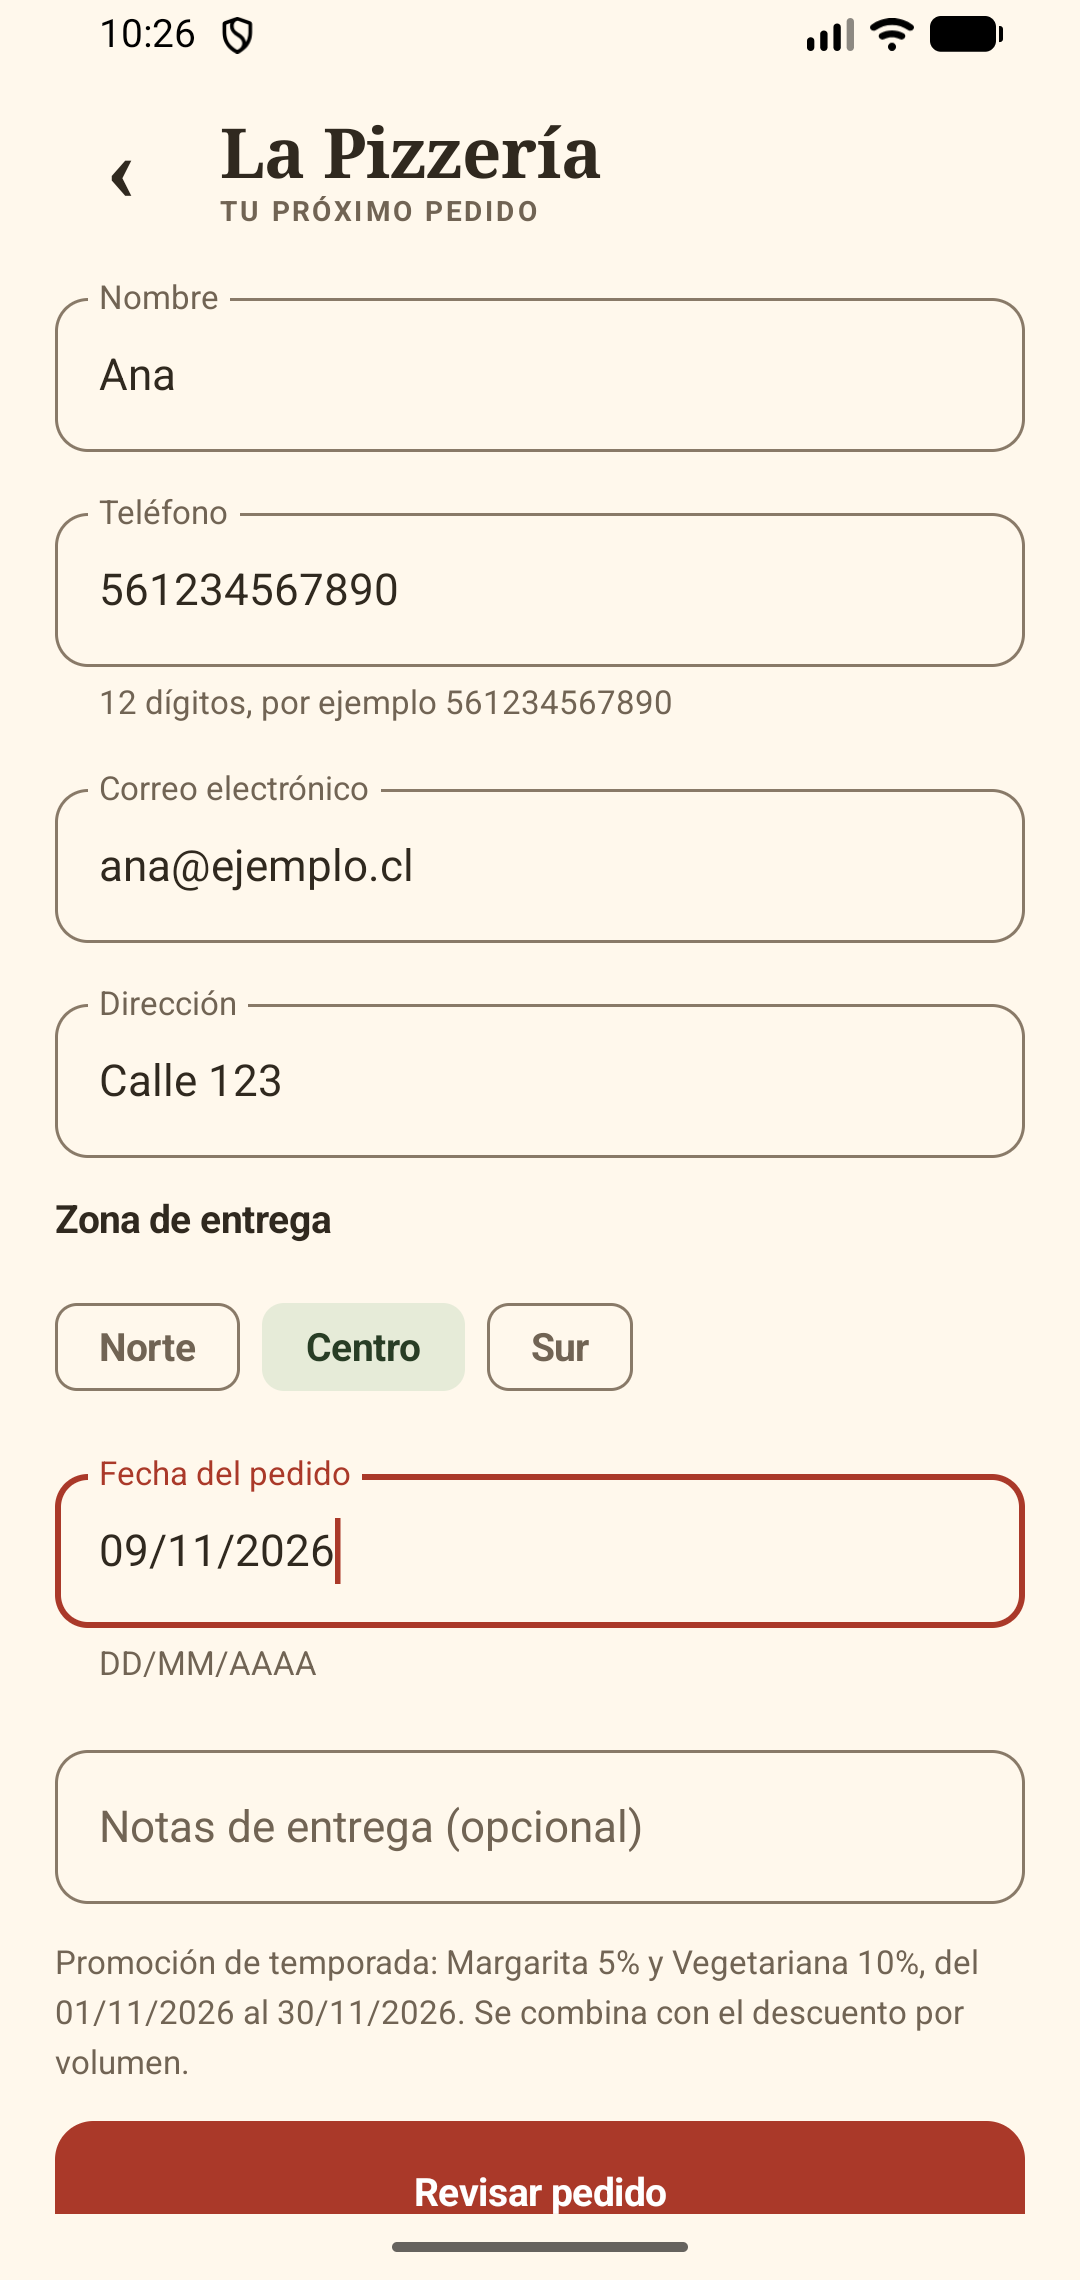 10:26
La Pizzería
TU PRÓXIMO PEDIDO
Nombre
Ana
Teléfono
561234567890
12 dígitos, por ejemplo 561234567890
Correo electrónico
ana@ejemplo.cl
Dirección
Calle 123
Zona de entrega
Norte Centro Sur
Fecha del pedido
09/11/2026
DD/MM/AAAA
Notas de entrega (opcional)
Promoción de temporada: Margarita 5% y Vegetariana 10%, del
01/11/2026 al 30/11/2026. Se combina con el descuento por
volumen.
Revisar pedido